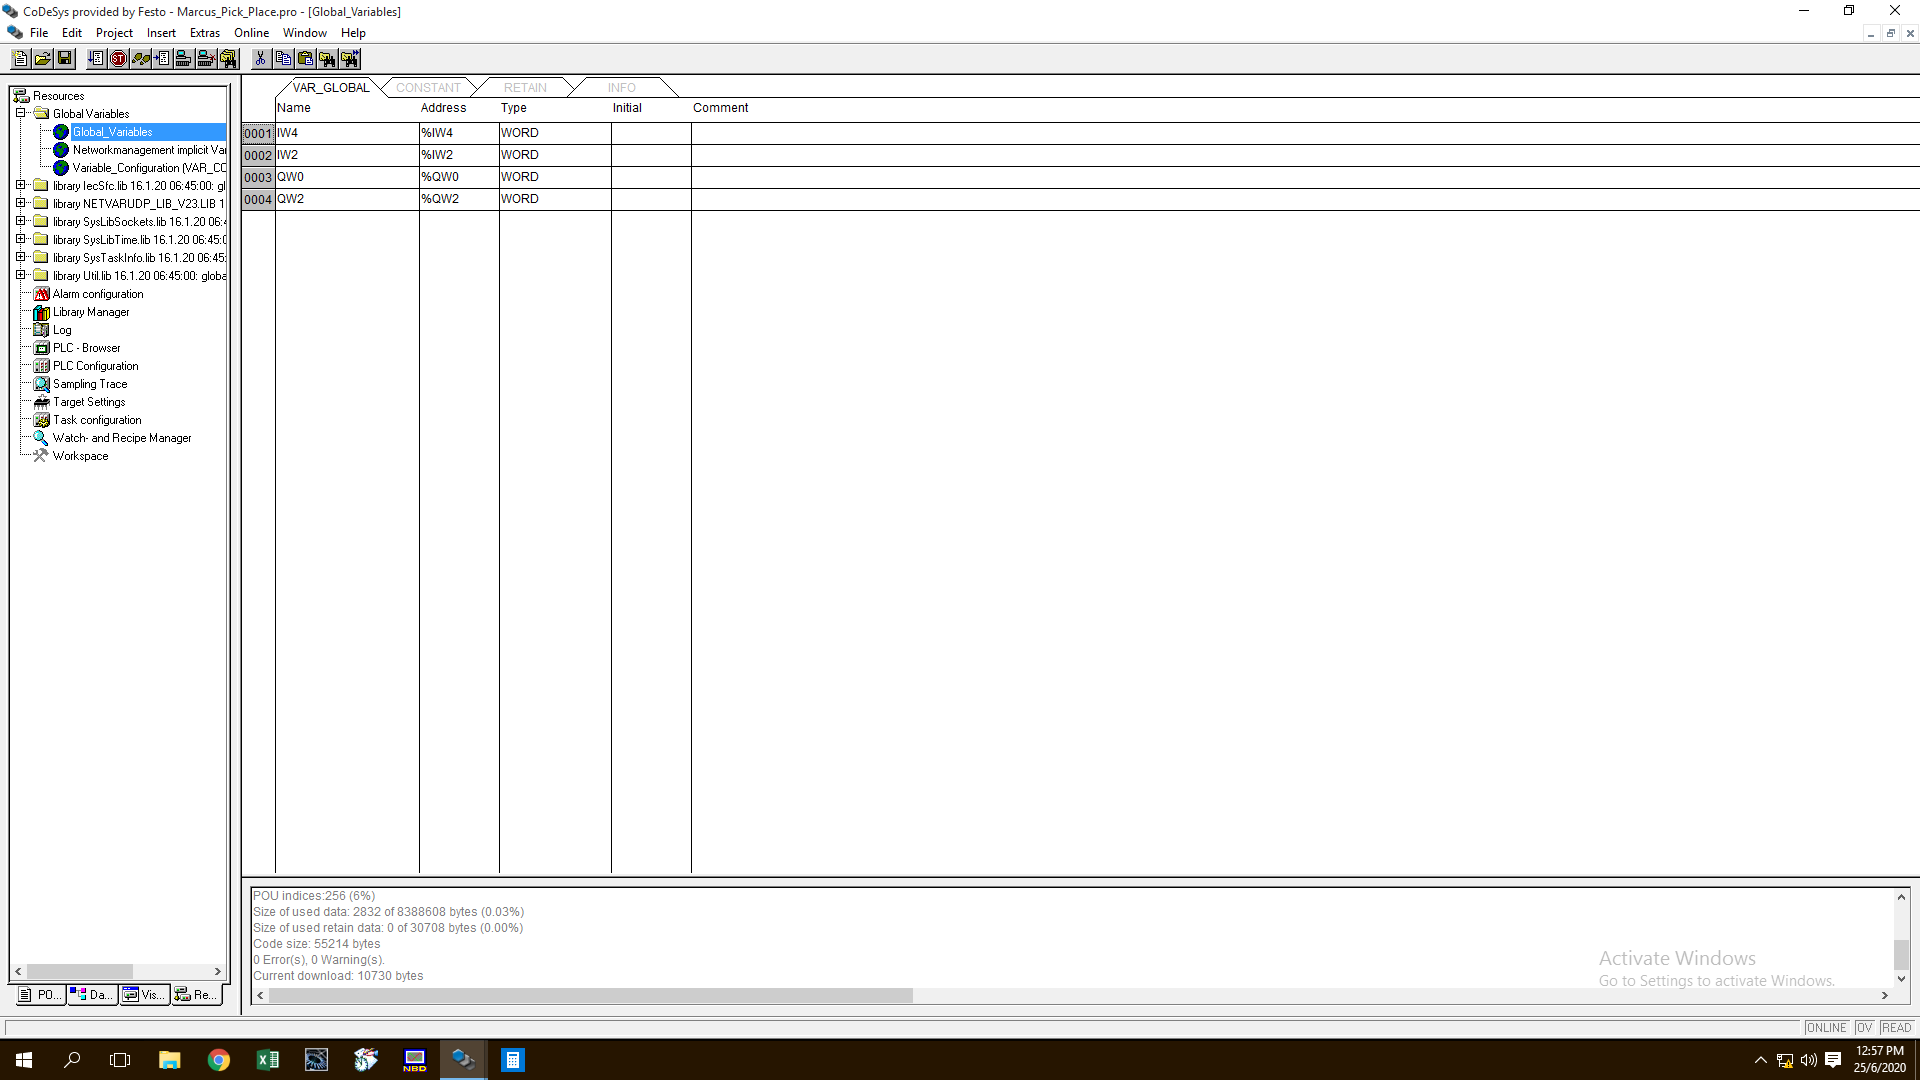 CoDeSys provided by Festo - Marcus_Pick_Place.pro - [Global_Variables]
File Edit Project Insert Extras Online Window Help
Resources
Global Variables
Global_Variables
Networkmanagement implicit Var
Variable_Configuration (VAR_CO
library Iecsfc.lib 16.1.20 06:45:00: gl
library NETVARUDP_LIB_V23.LIB 1
library SysLibSockets.lib 16.1.20 06:4
library SysLibTime.lib 16.1.20 06:45:0
library SysTaskInfo.lib 16.1.20 06:45:
library Util.lib 16.1.20 06:45:00: globa
Alarm configuration
Library Manager
Log
PLC - Browser
PLC Configuration
Sampling Trace
Target Settings
Task configuration
Watch- and Recipe Manager
Workspace
PO... Da... Vis... Re...
VAR_GLOBAL CONSTANT RETAIN INFO
Name Address Type Initial Comment
0001 IW4 %IW4 WORD
0002 IW2 %IW2 WORD
0003 QW0 %QW0 WORD
0004 QW2 %QW2 WORD
POU indices:256 (6%)
Size of used data: 2832 of 8388608 bytes (0.03%)
Size of used retain data: 0 of 30708 bytes (0.00%)
Code size: 55214 bytes
0 Error(s), 0 Warning(s).
Current download: 10730 bytes
Activate Windows
Go to Settings to activate Windows.
ONLINE OV READ
NBD
12:57 PM
25/6/2020